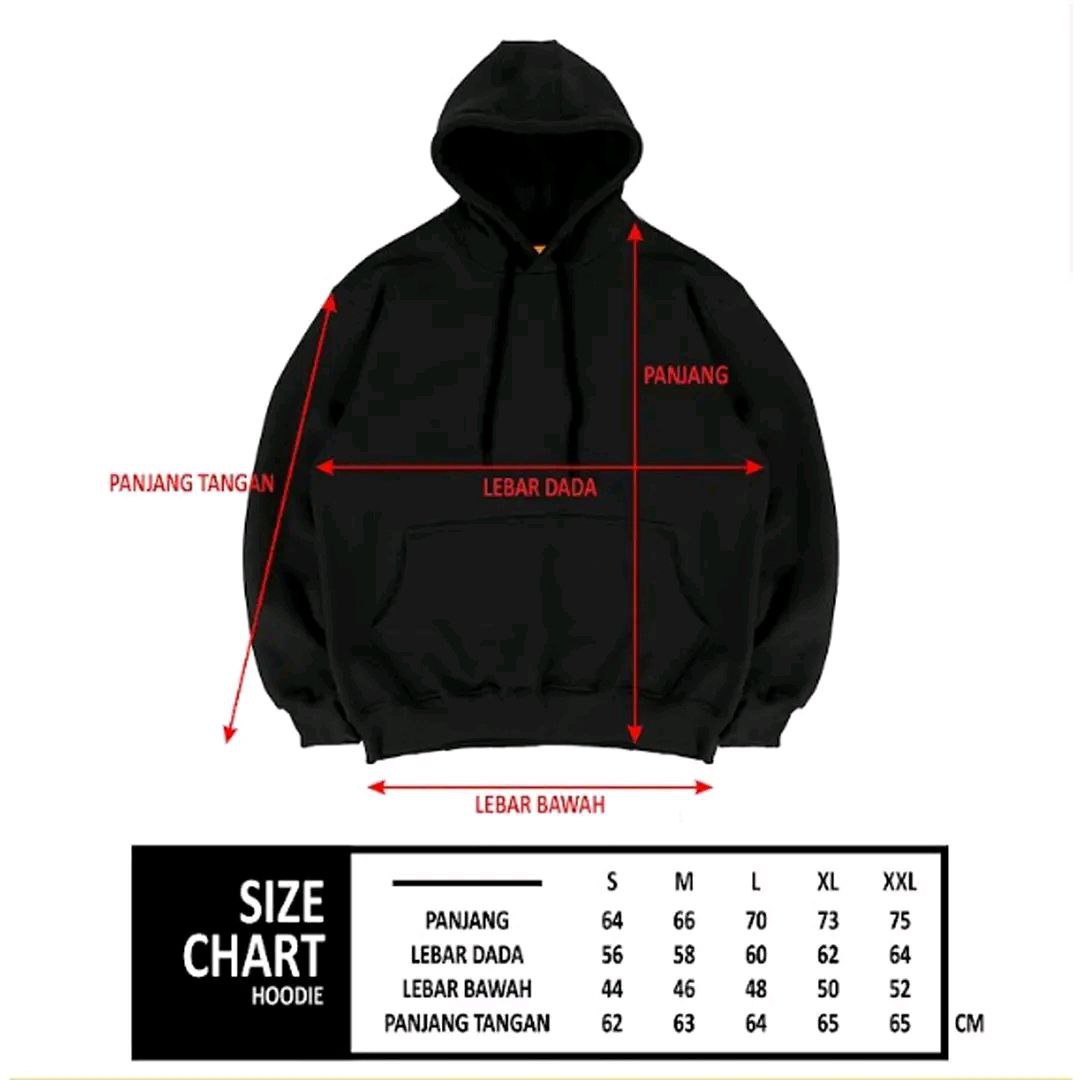 PANJANG
PANJANG TANGAN
LEBAR DADA
LEBAR BAWAH
SIZE
CHART
HOODIE
S M L XL XXL
PANJANG 64 66 70 73 75
LEBAR DADA 56 58 60 62 64
LEBAR BAWAH 44 46 48 50 52
PANJANG TANGAN 62 63 64 65 65 CM